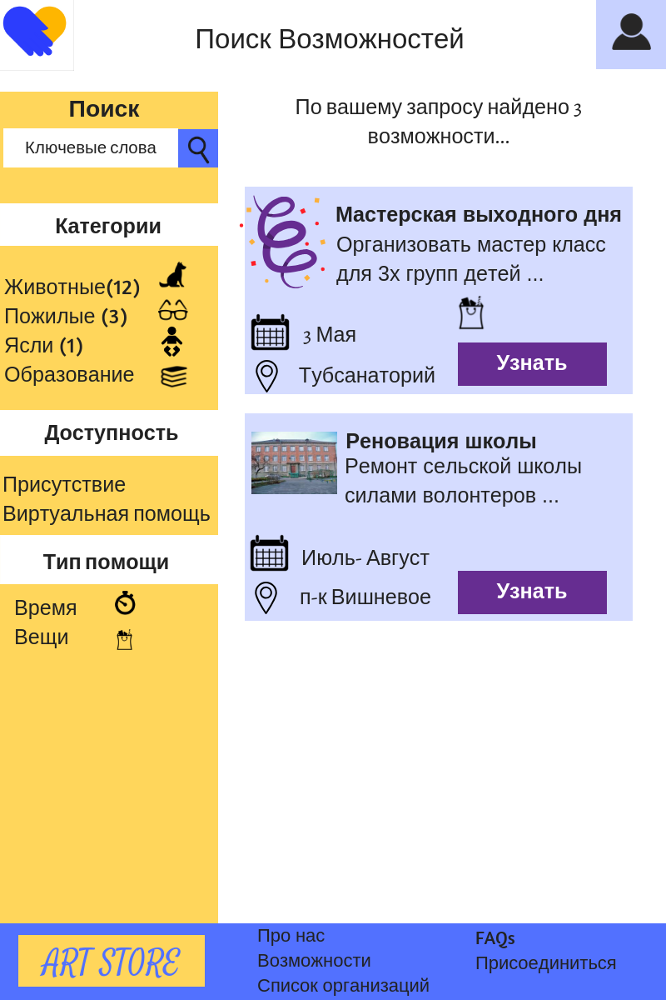 Поиск Возможностей
Поиск
Ключевые слова
Категории
Животные(12)
Пожилые (3)
Ясли (1)
Образование
Доступность
Присутствие
Виртуальная помощь
Тип помощи
Время
Вещи
По вашему запросу найдено 3
возможности...
Мастерская выходного дня
Организовать мастер класс
для 3х групп детей ...
3 Мая
Тубсанаторий
Узнать
Реновация школы
Ремонт сельской школы
силами волонтеров ...
Июль- Август
п-к Вишневое
Узнать
ART STORE
Про нас
Возможности
Список организаций
FAQs
Присоединиться